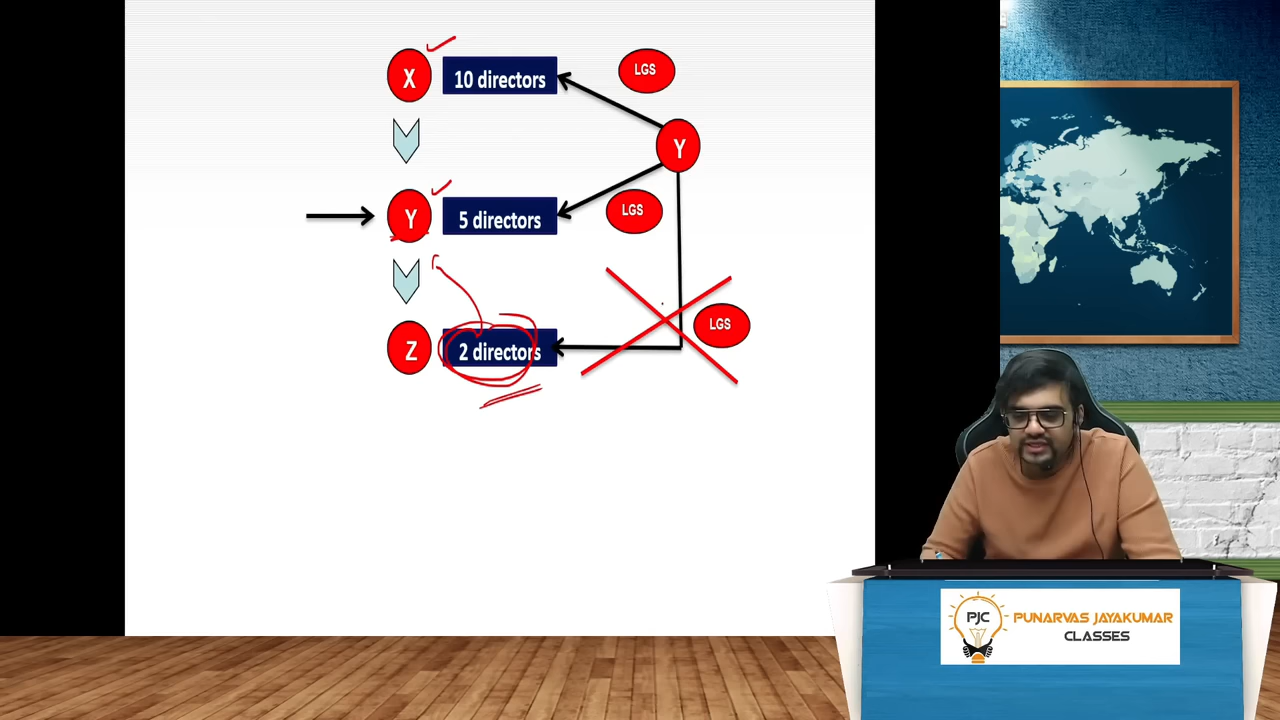 X
10 directors
LGS
Y
Y
5 directors
LGS
Z
2 directors
LGS
PJC
PUNARVAS JAYAKUMAR
CLASSES